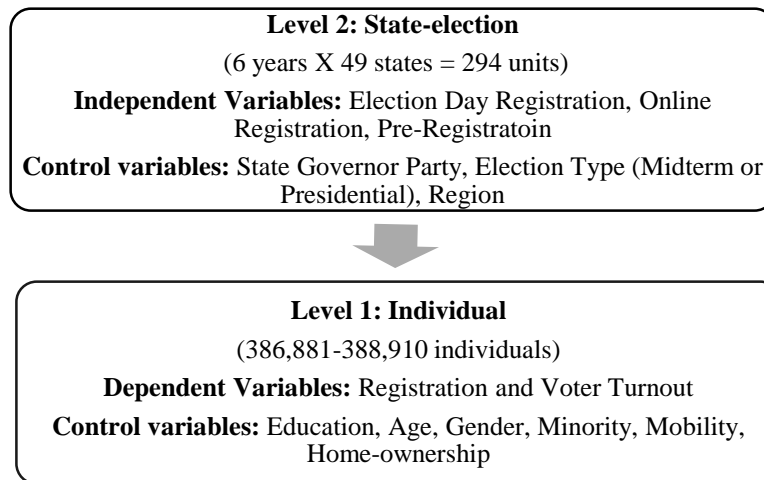 Level 2: State-election
(6 years X 49 states = 294 units)
Independent Variables: Election Day Registration, Online
Registration, Pre-Registratoin
Control variables: State Governor Party, Election Type (Midterm or
Presidential), Region
Level 1: Individual
(386,881-388,910 individuals)
Dependent Variables: Registration and Voter Turnout
Control variables: Education, Age, Gender, Minority, Mobility,
Home-ownership